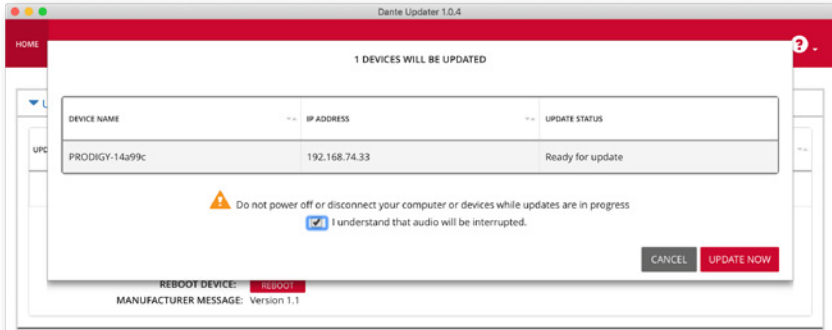 Dante Updater 1.0.4
HOME
?
1 DEVICES WILL BE UPDATED
U
DEVICE NAME IP ADDRESS UPDATE STATUS
UPD
PRODIGY-14a99c 192.168.74.33 Ready for update
Do not power off or disconnect your computer or devices while updates are in progress
I understand that audio will be interrupted.
CANCEL UPDATE NOW
REBOOT DEVICE: REBOOT
MANUFACTURER MESSAGE: Version 1.1